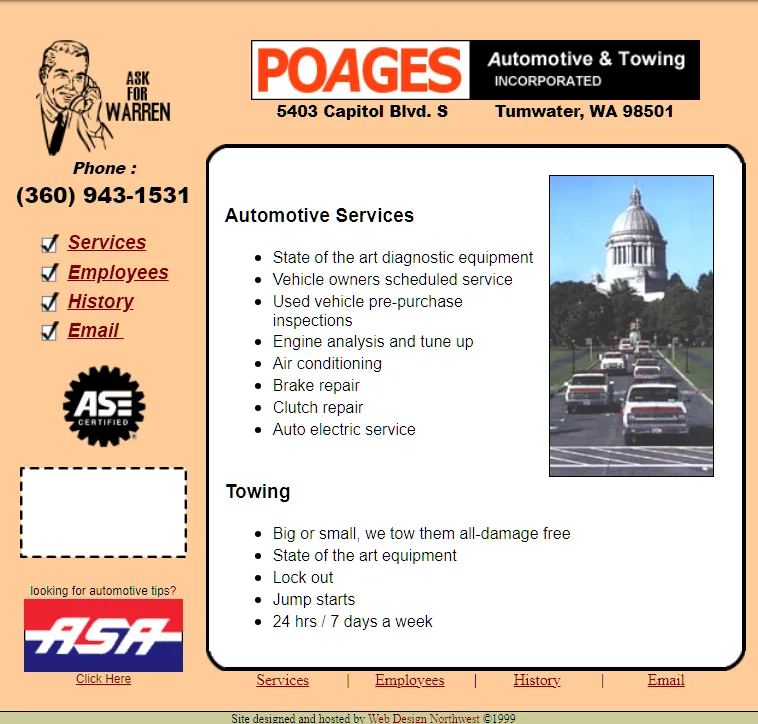 ASK
FOR
WARREN
POAGES
Automotive & Towing
INCORPORATED
5403 Capitol Blvd. S Tumwater, WA 98501
Phone :
(360) 943-1531
Services
Employees
History
Email
ASE
CERTIFIED
looking for automotive tips?
ASA
Click Here
Automotive Services
State of the art diagnostic equipment
Vehicle owners scheduled service
Used vehicle pre-purchase
inspections
Engine analysis and tune up
Air conditioning
Brake repair
Clutch repair
Auto electric service
Towing
Big or small, we tow them all-damage free
State of the art equipment
Lock out
Jump starts
24 hrs / 7 days a week
Services | Employees | History | Email
Site designed and hosted by Web Design Northwest ©1999